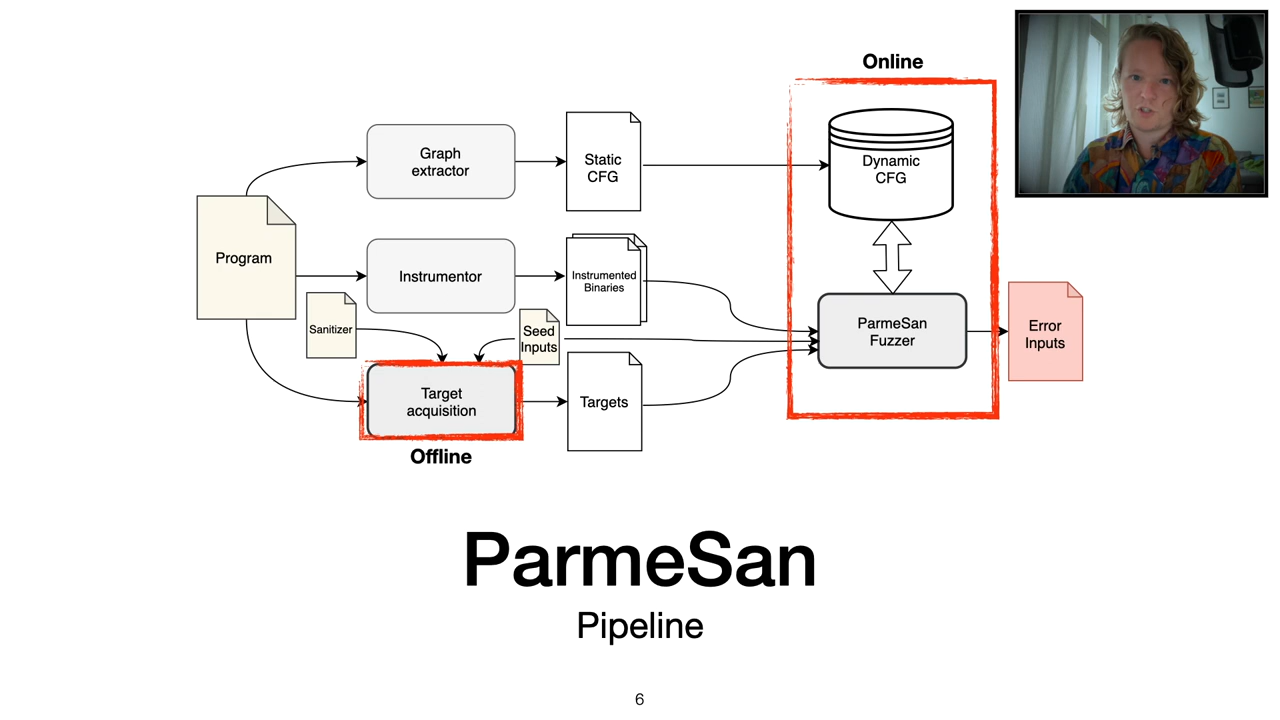 Online
Graph
extractor
Static
CFG
Dynamic
CFG
Program
Instrumentor
Instrumented
Binaries
Sanitizer
Seed
Inputs
ParmeSan
Fuzzer
Error
Inputs
Target
acquisition
Targets
Offline
ParmeSan
Pipeline
6